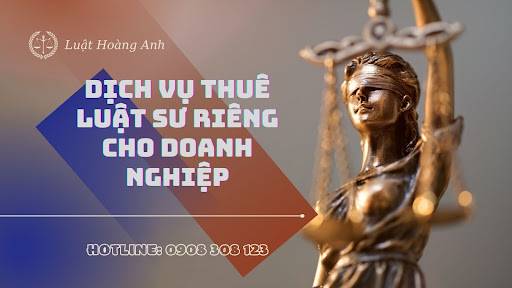 Luật Hoàng Anh
DỊCH VỤ THUÊ
LUẬT SƯ RIÊNG
CHO DOANH
NGHIỆP
HOTLINE: 0908 308 123